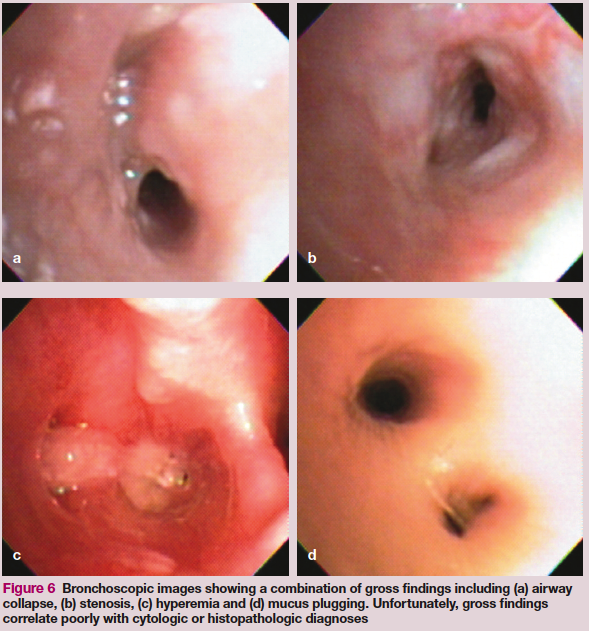 a
b
c
d
Figure 6 Bronchoscopic images showing a combination of gross findings including (a) airway
collapse, (b) stenosis, (c) hyperemia and (d) mucus plugging. Unfortunately, gross findings
correlate poorly with cytologic or histopathologic diagnoses